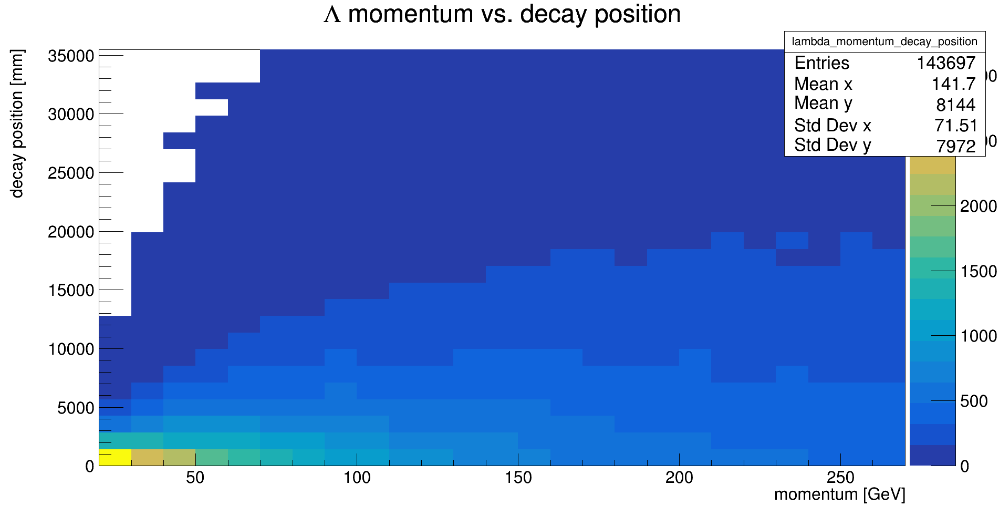 Λ momentum vs. decay position
lambda_momentum_decay_position
Entries 143697
Mean x 141.7
Mean y 8144
Std Dev x 71.51
Std Dev y 7972
decay position [mm]
35000
30000
25000
20000
15000
10000
5000
0
50 100 150 200 250
momentum [GeV]
2000
1500
1000
500
0